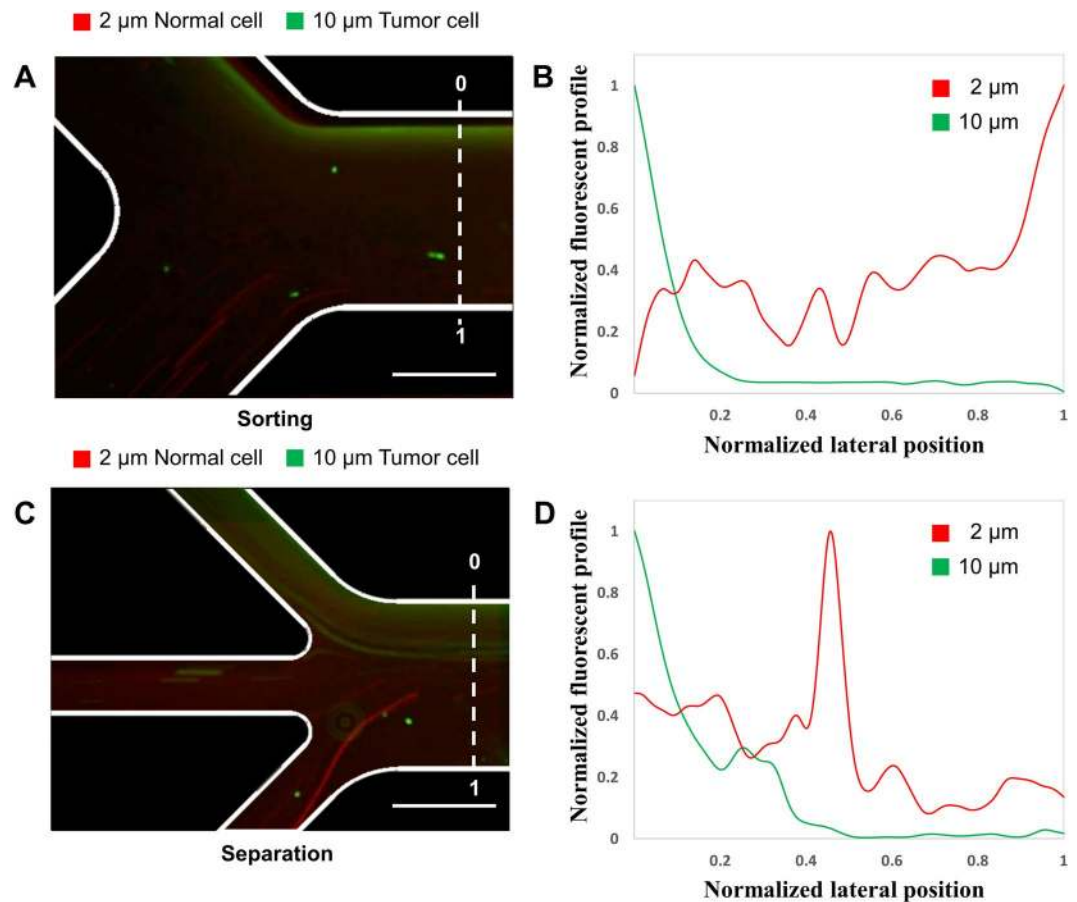 2 µm Normal cell 10 µm Tumor cell
A
0
1
Sorting
B
2 µm
10 µm
Normalized fluorescent profile
1
0.8
0.6
0.4
0.2
0
0.2 0.4 0.6 0.8 1
Normalized lateral position
2 µm Normal cell 10 µm Tumor cell
C
0
1
Separation
D
2 µm
10 µm
Normalized fluorescent profile
1
0.8
0.6
0.4
0.2
0
0.2 0.4 0.6 0.8 1
Normalized lateral position